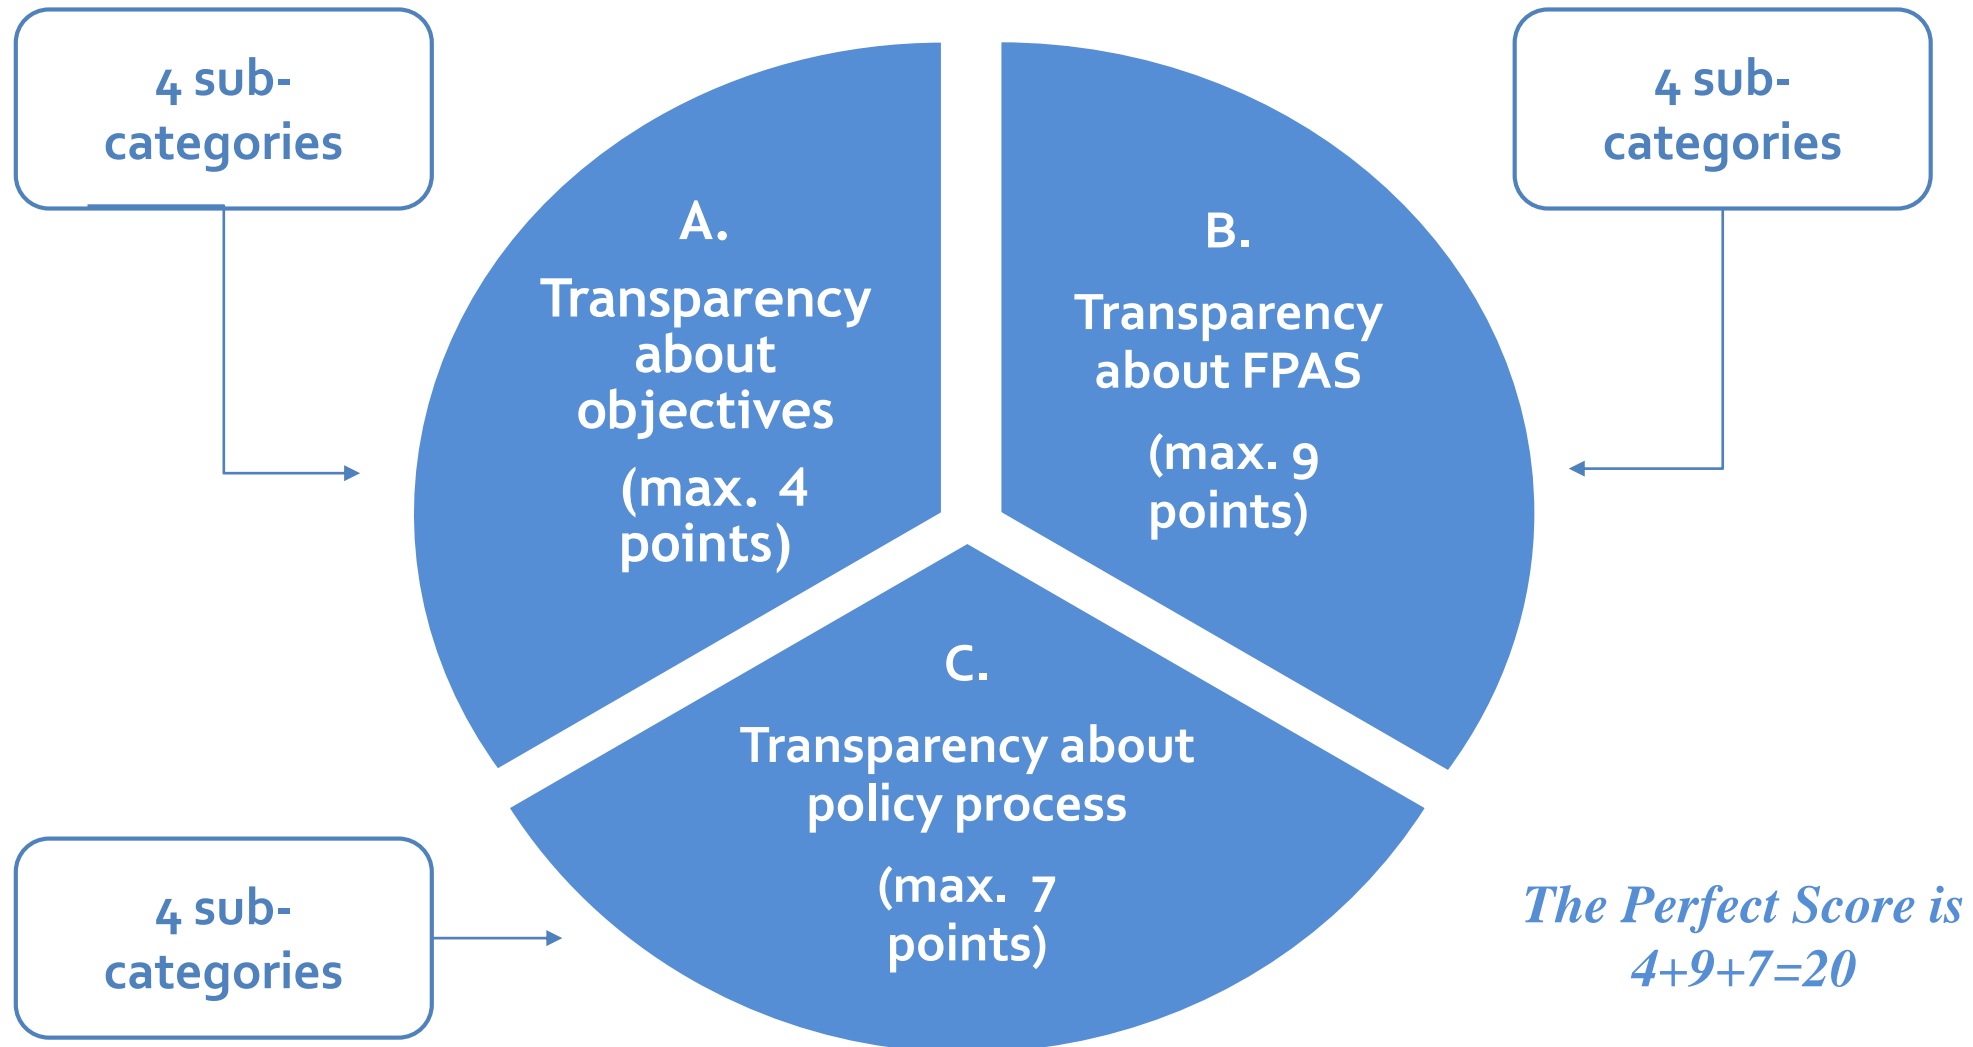 4 sub-
categories
4 sub-
categories
A.
Transparency
about
objectives
(max. 4
points)
B.
Transparency
about FPAS
(max. 9
points)
C.
Transparency about
policy process
(max. 7
points)
4 sub-
categories
The Perfect Score is
4+9+7=20